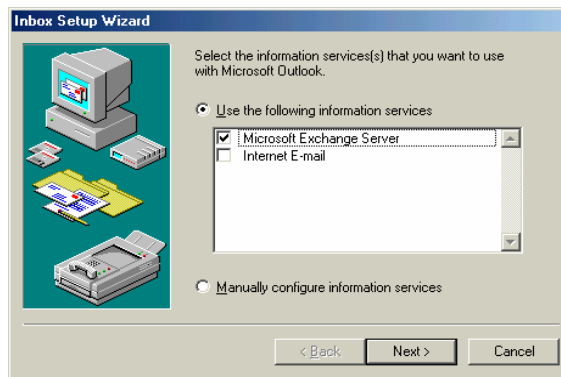 Inbox Setup Wizard
Select the information services(s) that you want to use
with Microsoft Outlook.
Use the following information services
Microsoft Exchange Server
Internet E-mail
Manually configure information services
< Back
Next >
Cancel